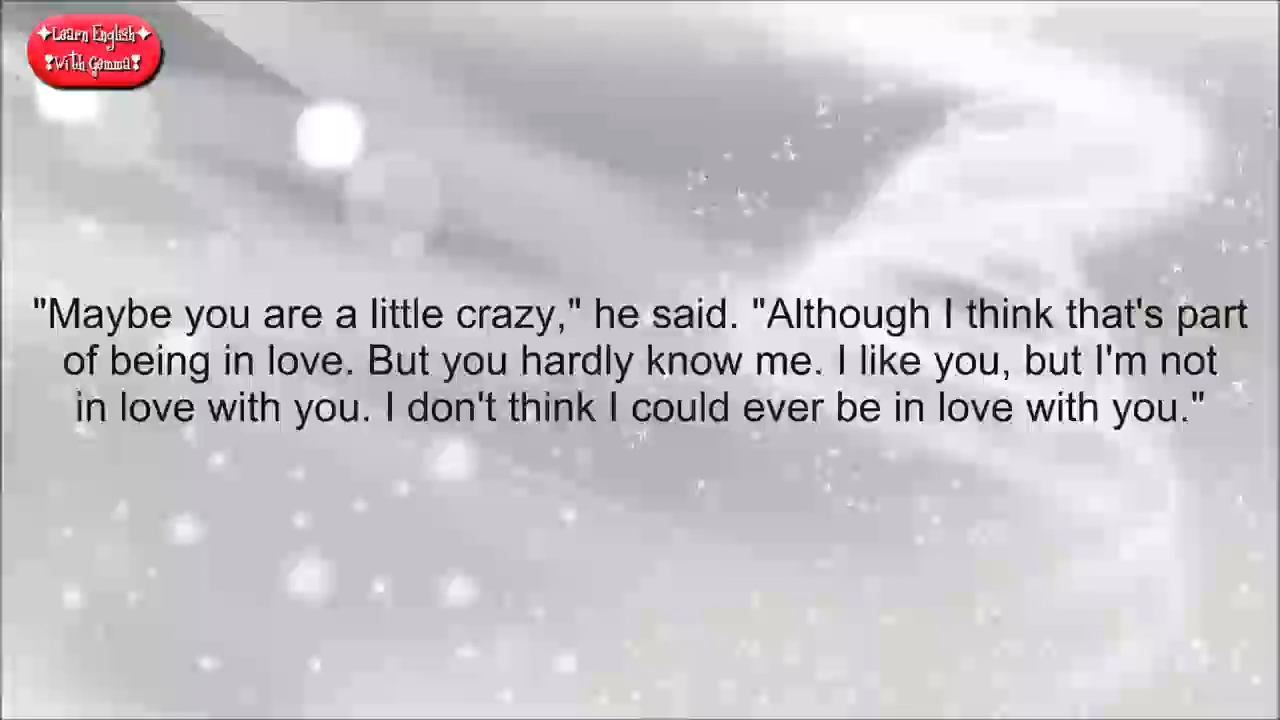 ✦Learn English✦
❣With Gemma❣
"Maybe you are a little crazy," he said. "Although I think that's part
of being in love. But you hardly know me. I like you, but I'm not
in love with you. I don't think I could ever be in love with you."